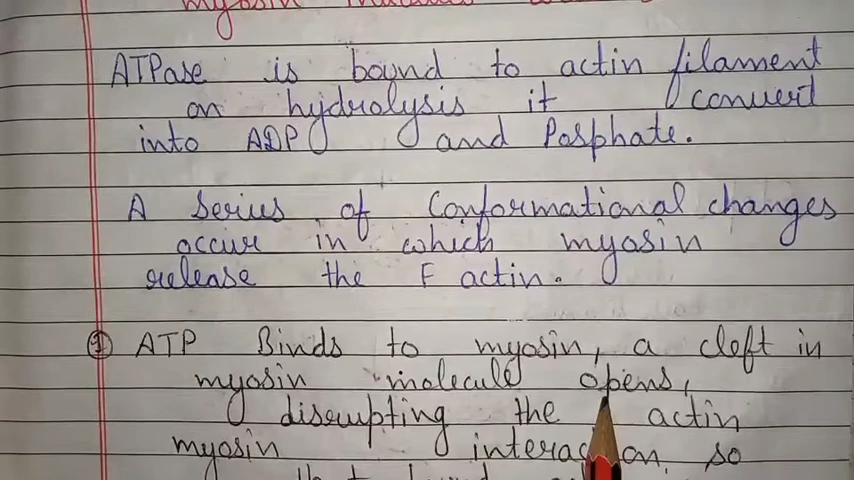 myosin
ATPase is bound to actin filament
on hydrolysis it convert
into ADP and Posphate.
A series of Conformational changes
occur in which myosin
release the F actin.
① ATP Binds to myosin, a cleft in
myosin molecule opens,
disrupting the actin
myosin so